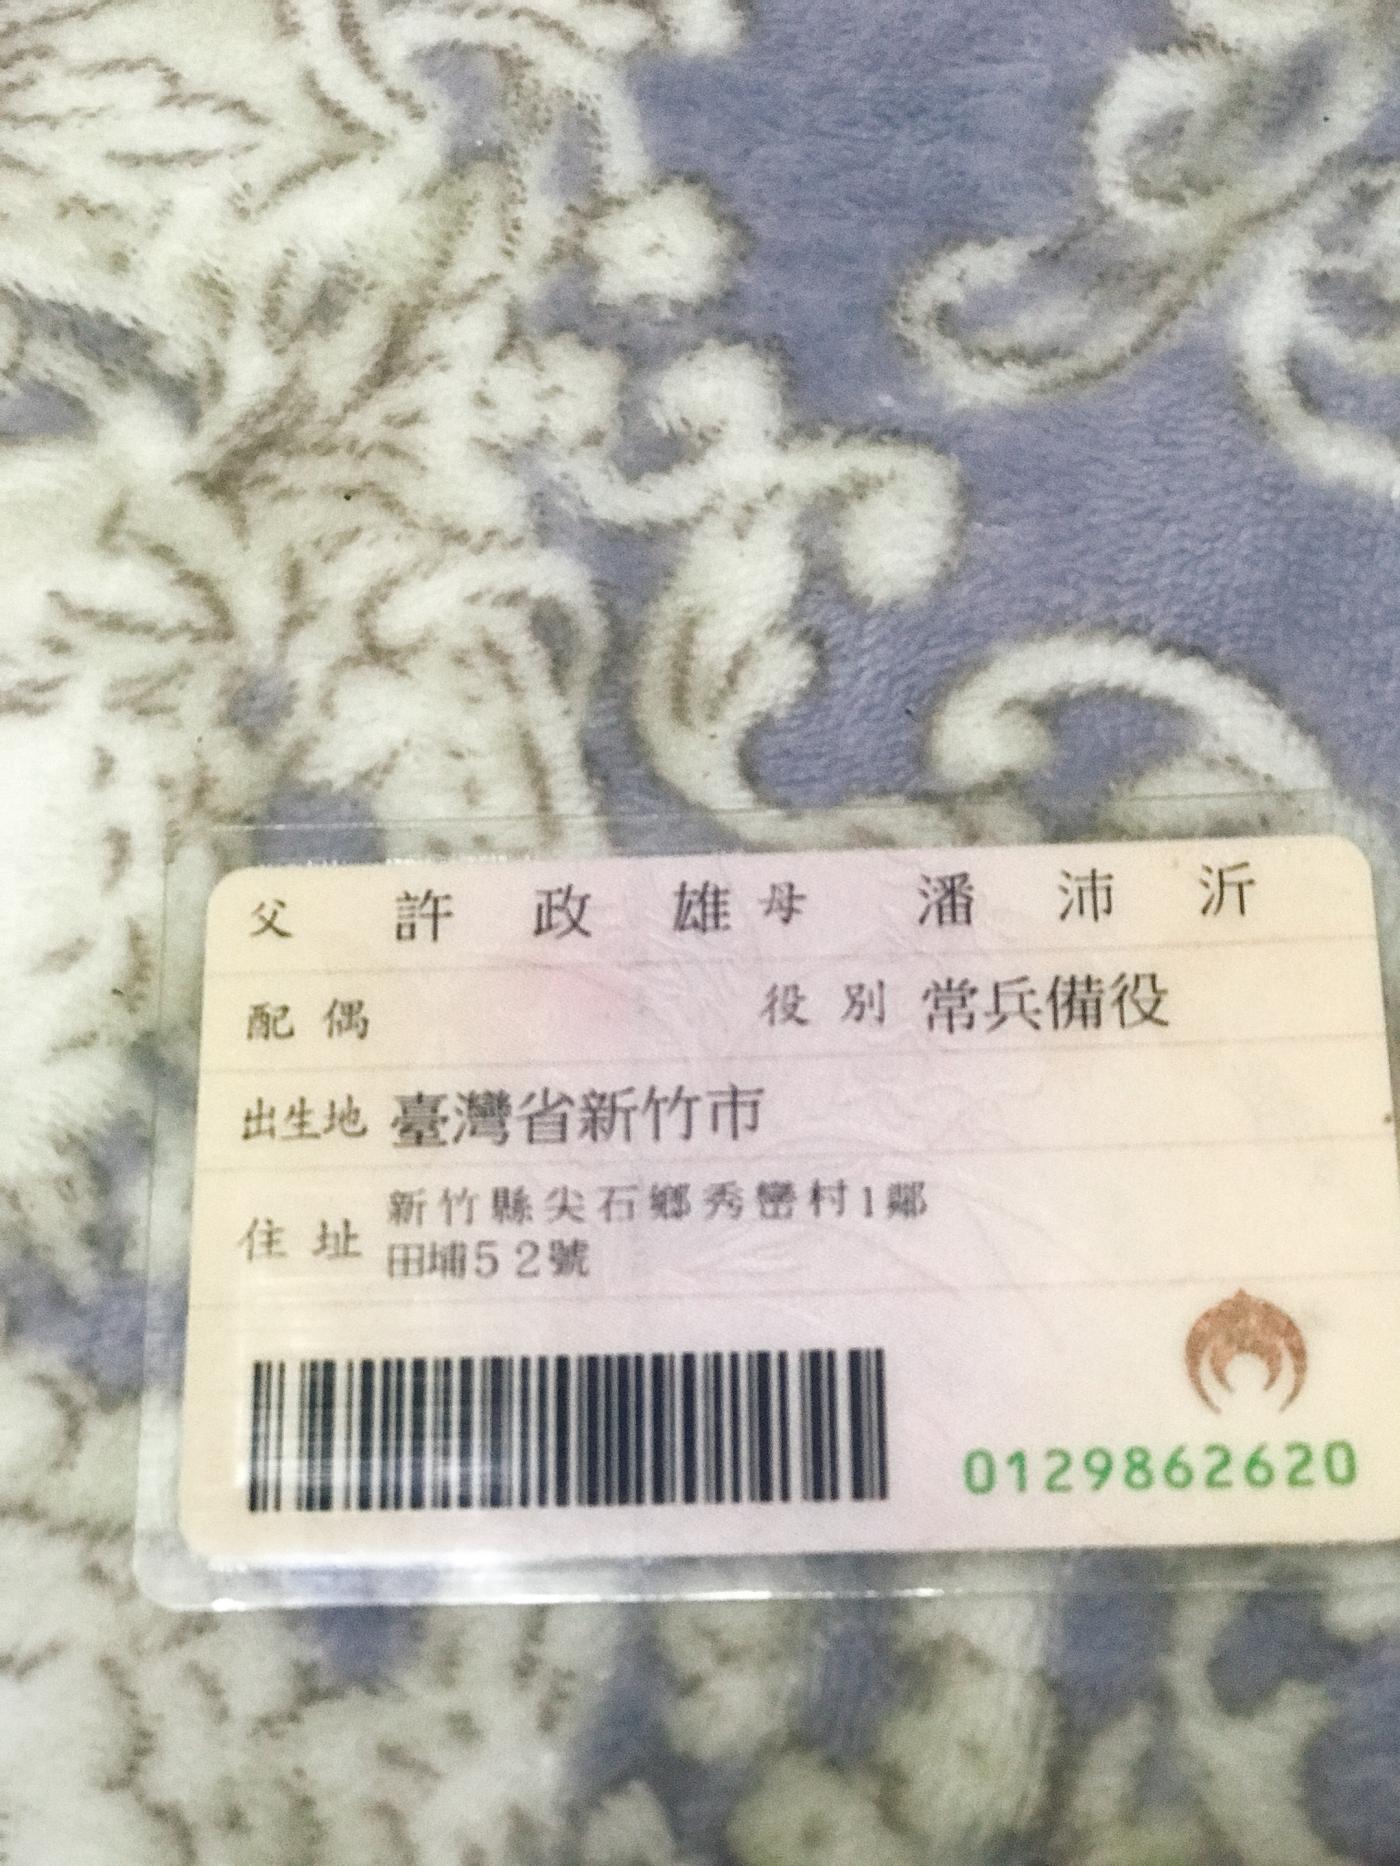 父 許政雄 母 潘沛沂
配偶 役別 常兵備役
出生地 臺灣省新竹市
住址 新竹縣尖石鄉秀巒村1鄰
田埔52號
0129862620